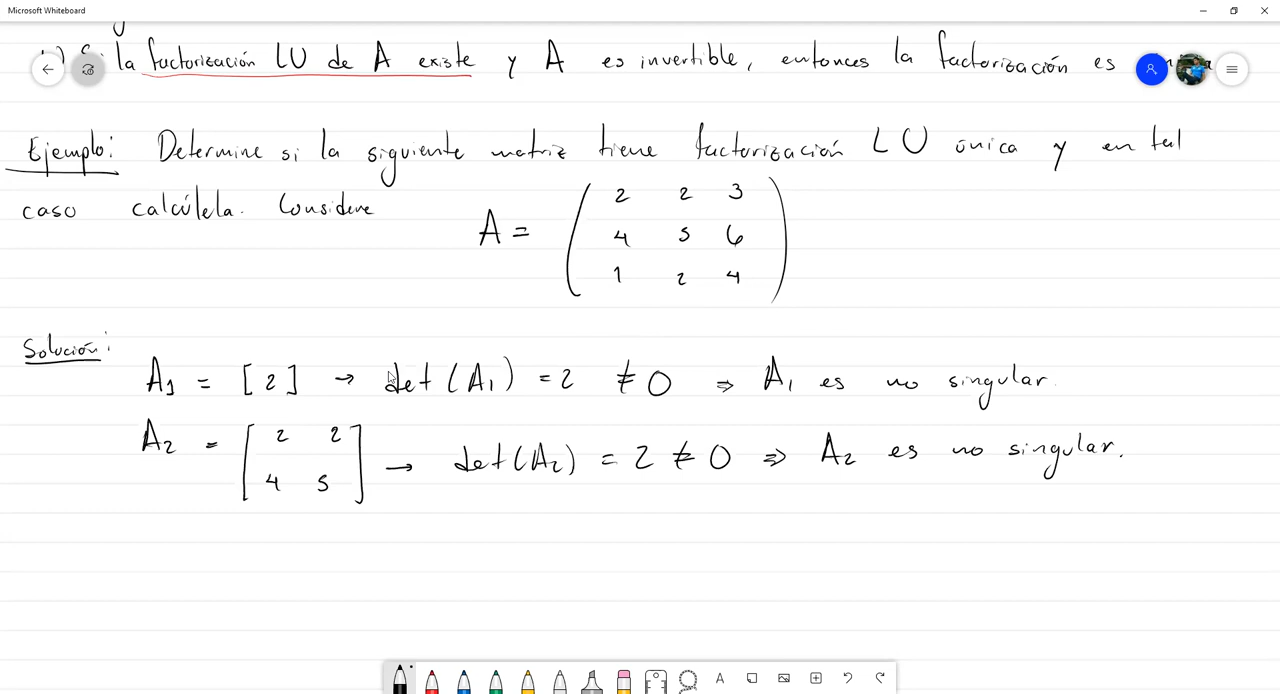 Microsoft Whiteboard
la factorización LU de A existe y A es invertible, entonces la factorización es
Ejemplo: Determine si la siguiente matriz tiene factorización LU única y en tal
caso calcúlela. Considere
A = ( 2 2 3
4 5 6
1 2 4 )
Solución:
A₁ = [2] → det(A₁) = 2 ≠ 0 ⇒ A₁ es no singular.
A₂ = [ 2 2
4 5 ] → det(A₂) = 2 ≠ 0 ⇒ A₂ es no singular.
A